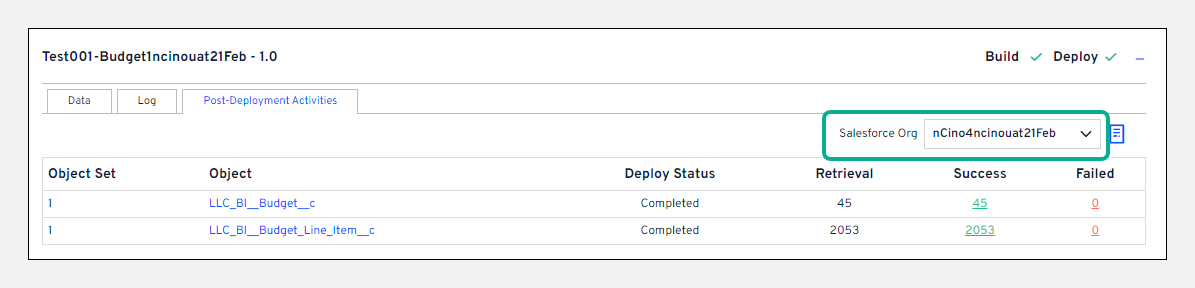 Test001-Budget1ncinouat21Feb - 1.0 Build Deploy
Data Log Post-Deployment Activities
Salesforce Org nCino4ncinouat21Feb
Object Set Object Deploy Status Retrieval Success Failed
1 LLC_BI__Budget__c Completed 45 45 0
1 LLC_BI__Budget_Line_Item__c Completed 2053 2053 0